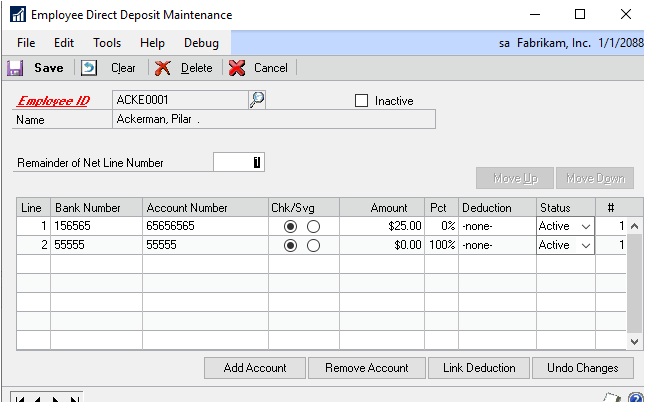 Employee Direct Deposit Maintenance
File Edit Tools Help Debug sa Fabrikam, Inc. 1/1/2088
Save Clear Delete Cancel
Employee ID ACKE0001 Inactive
Name Ackerman, Pilar .
Remainder of Net Line Number 1
Move Up Move Down
Line Bank Number Account Number Chk/Svg Amount Pct Deduction Status #
1 156565 65656565 $25.00 0% -none- Active 1
2 55555 55555 $0.00 100% -none- Active 1
Add Account Remove Account Link Deduction Undo Changes